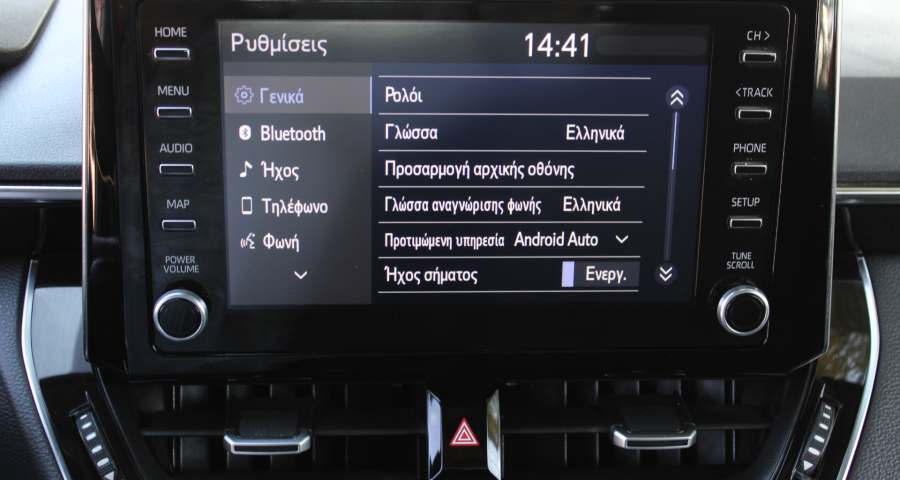 HOME
MENU
AUDIO
MAP
POWER
VOLUME
Ρυθμίσεις 14:41
Γενικά
Bluetooth
Ήχος
Τηλέφωνο
Φωνή
Ρολόι
Γλώσσα Ελληνικά
Προσαρμογή αρχικής οθόνης
Γλώσσα αναγνώρισης φωνής Ελληνικά
Προτιμώμενη υπηρεσία Android Auto
Ήχος σήματος Ενεργ.
CH >
< TRACK
PHONE
SETUP
TUNE
SCROLL